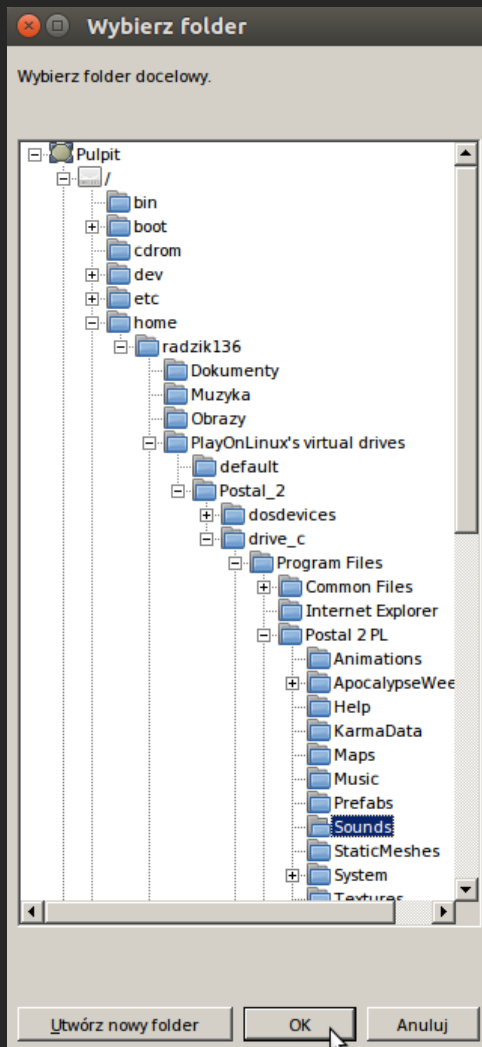 Wybierz folder
Wybierz folder docelowy.
Pulpit
/
bin
boot
cdrom
dev
etc
home
radzik136
Dokumenty
Muzyka
Obrazy
PlayOnLinux's virtual drives
default
Postal_2
dosdevices
drive_c
Program Files
Common Files
Internet Explorer
Postal 2 PL
Animations
ApocalypseWee
Help
KarmaData
Maps
Music
Prefabs
Sounds
StaticMeshes
System
Textures
Utwórz nowy folder OK Anuluj